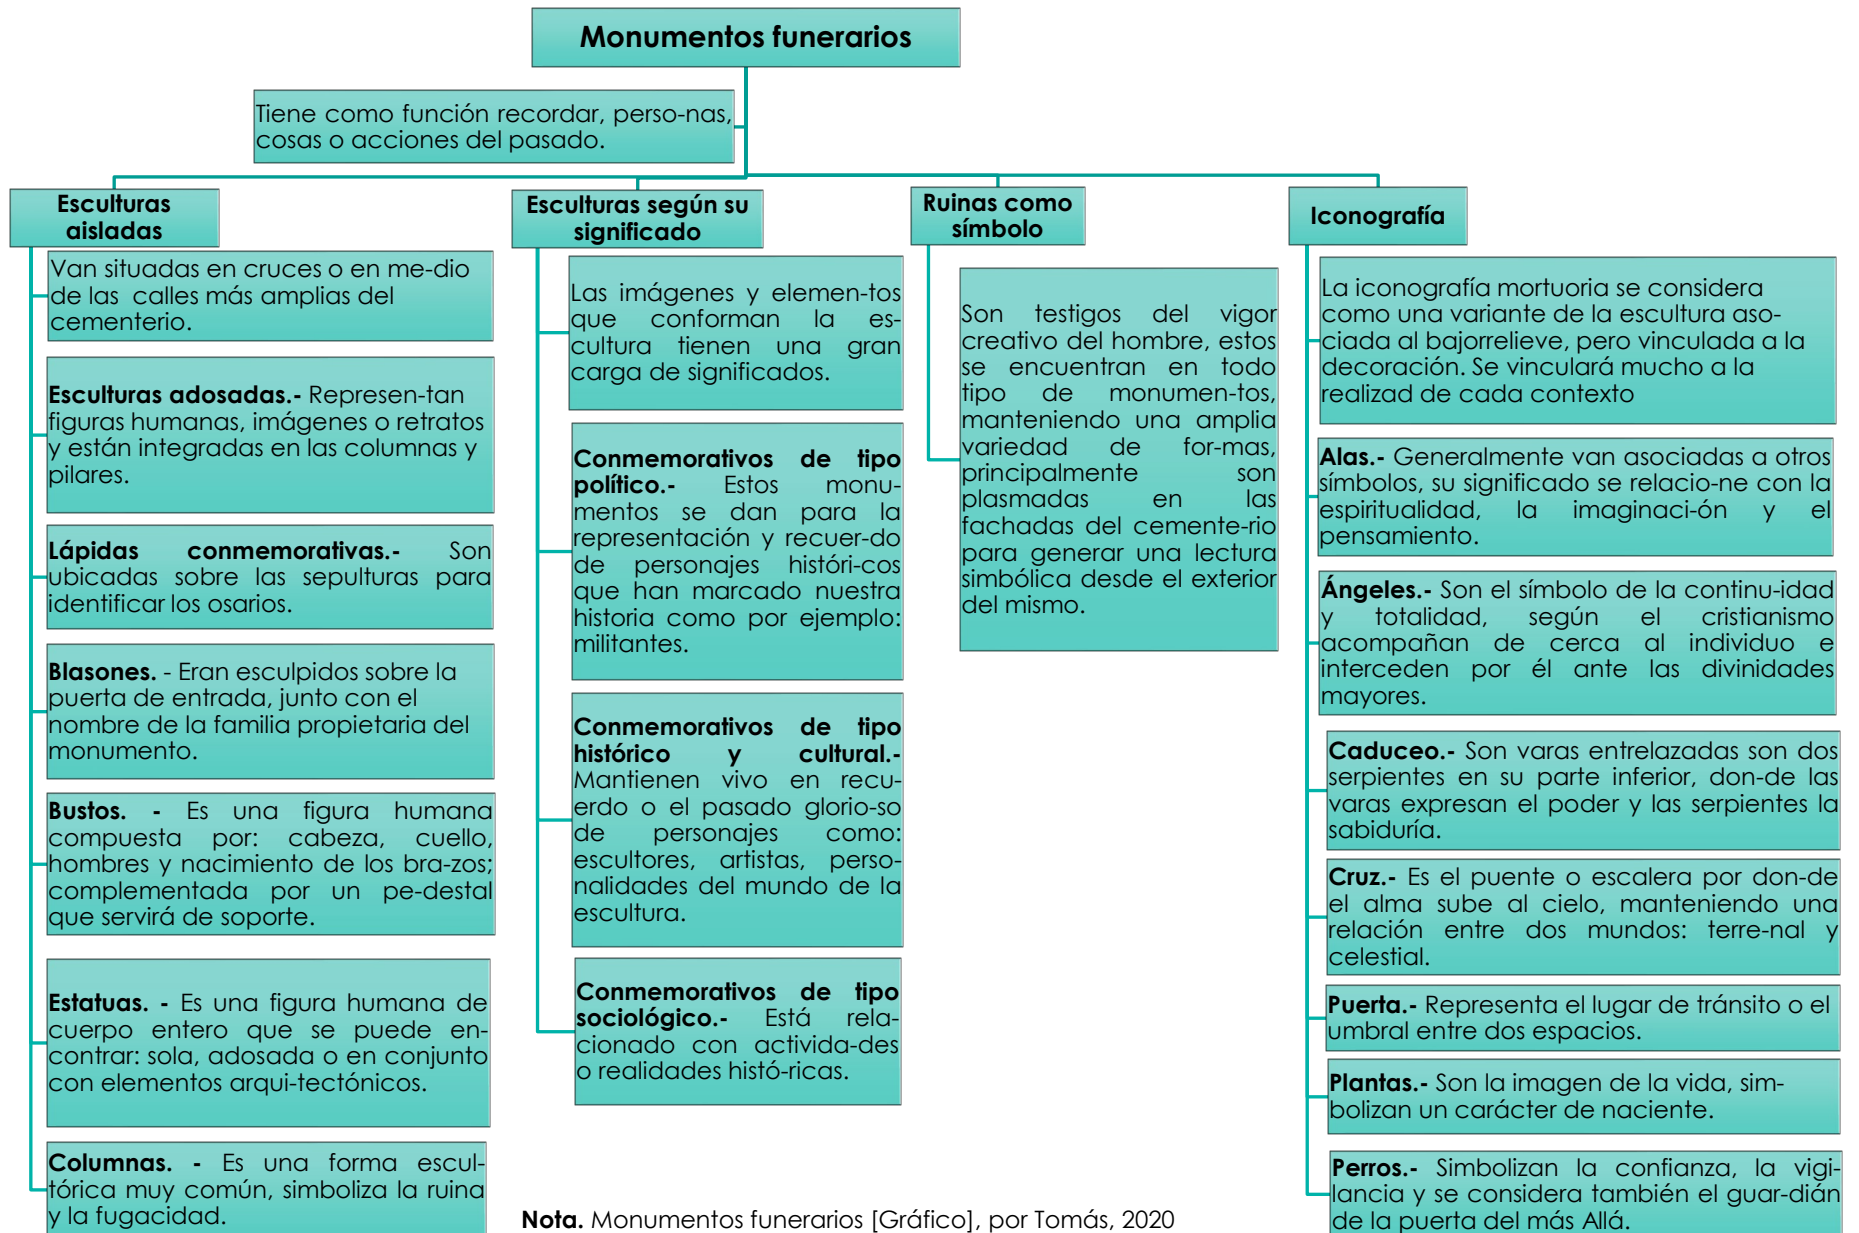 Monumentos funerarios
Tiene como función recordar, perso-nas,
cosas o acciones del pasado.
Esculturas
aisladas
Van situadas en cruces o en me-dio
de las calles más amplias del
cementerio.
Esculturas adosadas.- Represen-tan
figuras humanas, imágenes o retratos
y están integradas en las columnas y
pilares.
Lápidas conmemorativas.- Son
ubicadas sobre las sepulturas para
identificar los osarios.
Blasones. - Eran esculpidos sobre la
puerta de entrada, junto con el
nombre de la familia propietaria del
monumento.
Bustos. - Es una figura humana
compuesta por: cabeza, cuello,
hombres y nacimiento de los bra-zos;
complementada por un pe-destal
que servirá de soporte.
Estatuas. - Es una figura humana de
cuerpo entero que se puede en-
contrar: sola, adosada o en conjunto
con elementos arqui-tectónicos.
Columnas. - Es una forma escul-
tórica muy común, simboliza la ruina
y la fugacidad.
Esculturas según su
significado
Las imágenes y elemen-tos
que conforman la es-
cultura tienen una gran
carga de significados.
Conmemorativos de tipo
político.- Estos monu-
mentos se dan para la
representación y recuer-do
de personajes históri-cos
que han marcado nuestra
historia como por ejemplo:
militantes.
Conmemorativos de tipo
histórico y cultural.-
Mantienen vivo en recu-
erdo o el pasado glorio-so
de personajes como:
escultores, artistas, perso-
nalidades del mundo de la
escultura.
Conmemorativos de tipo
sociológico.- Está rela-
cionado con activida-des
o realidades histó-ricas.
Ruinas como
símbolo
Son testigos del vigor
creativo del hombre, estos
se encuentran en todo
tipo de monumen-tos,
manteniendo una amplia
variedad de for-mas,
principalmente son
plasmadas en las
fachadas del cemente-rio
para generar una lectura
simbólica desde el exterior
del mismo.
Iconografía
La iconografía mortuoria se considera
como una variante de la escultura aso-
ciada al bajorrelieve, pero vinculada a la
decoración. Se vinculará mucho a la
realizad de cada contexto
Alas.- Generalmente van asociadas a otros
símbolos, su significado se relacio-ne con la
espiritualidad, la imaginaci-ón y el
pensamiento.
Ángeles.- Son el símbolo de la continu-idad
y totalidad, según el cristianismo
acompañan de cerca al individuo e
interceden por él ante las divinidades
mayores.
Caduceo.- Son varas entrelazadas son dos
serpientes en su parte inferior, don-de las
varas expresan el poder y las serpientes la
sabiduría.
Cruz.- Es el puente o escalera por don-de
el alma sube al cielo, manteniendo una
relación entre dos mundos: terre-nal y
celestial.
Puerta.- Representa el lugar de tránsito o el
umbral entre dos espacios.
Plantas.- Son la imagen de la vida, sim-
bolizan un carácter de naciente.
Perros.- Simbolizan la confianza, la vigi-
lancia y se considera también el guar-dián
de la puerta del más Allá.
Nota. Monumentos funerarios [Gráfico], por Tomás, 2020